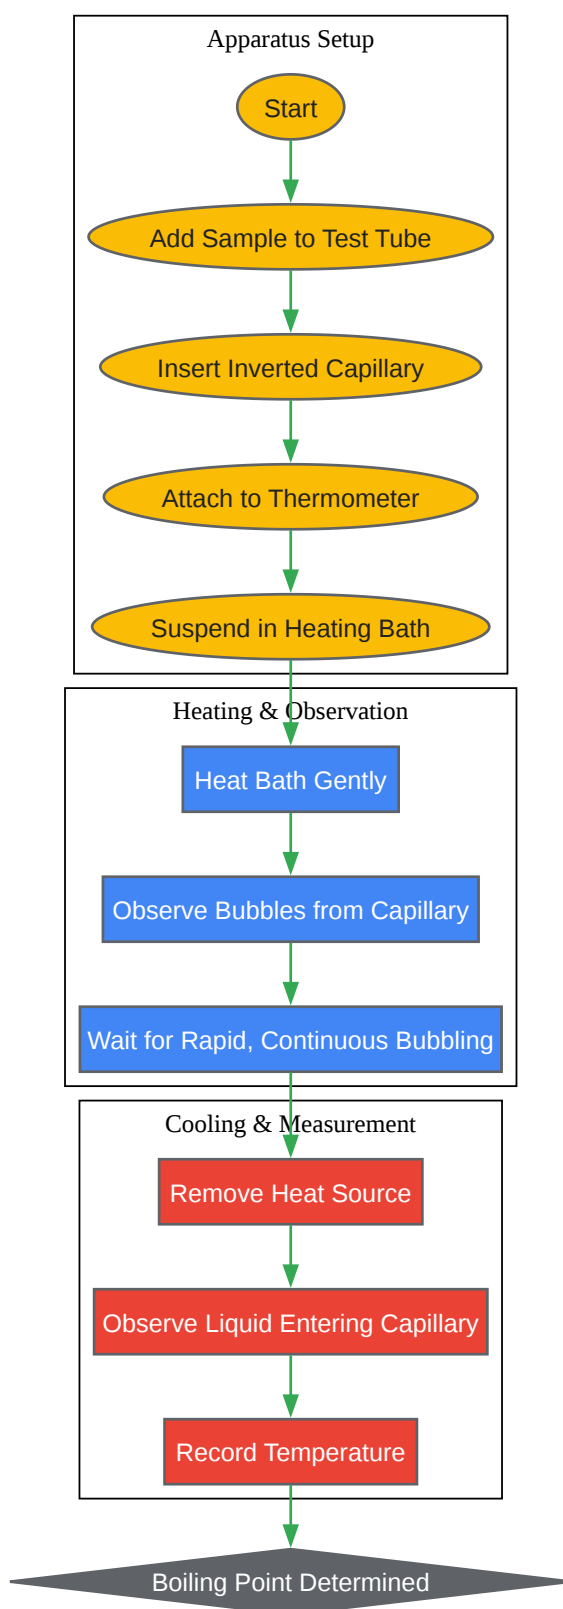 Apparatus Setup
Start
Add Sample to Test Tube
Insert Inverted Capillary
Attach to Thermometer
Suspend in Heating Bath
Heating & Observation
Heat Bath Gently
Observe Bubbles from Capillary
Wait for Rapid, Continuous Bubbling
Cooling & Measurement
Remove Heat Source
Observe Liquid Entering Capillary
Record Temperature
Boiling Point Determined